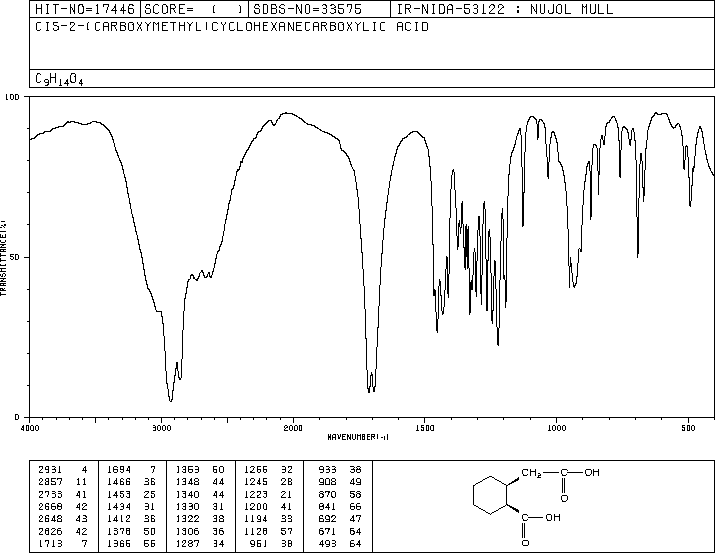 HIT-NO=17446 SCORE= ( ) SDBS-NO=33575 IR-NIDA-53122 : NUJOL MULL
CIS-2-(CARBOXYMETHYL)CYCLOHEXANECARBOXYLIC ACID
C9H14O4
100
50
0
TRANSMITTANCE(%)
4000 3000 2000 1500 1000 500
WAVENUMBER(-1)
2931 4 1694 7 1353 60 1266 32 933 38
2857 11 1466 36 1348 44 1245 28 908 49
2733 41 1453 25 1340 44 1223 21 870 58
2668 42 1434 31 1330 31 1200 41 841 66
2648 43 1412 36 1322 38 1194 33 692 47
2626 42 1378 50 1306 36 1128 57 671 64
1713 7 1366 55 1287 34 951 38 493 64
CH2 C OH
O
C OH
O